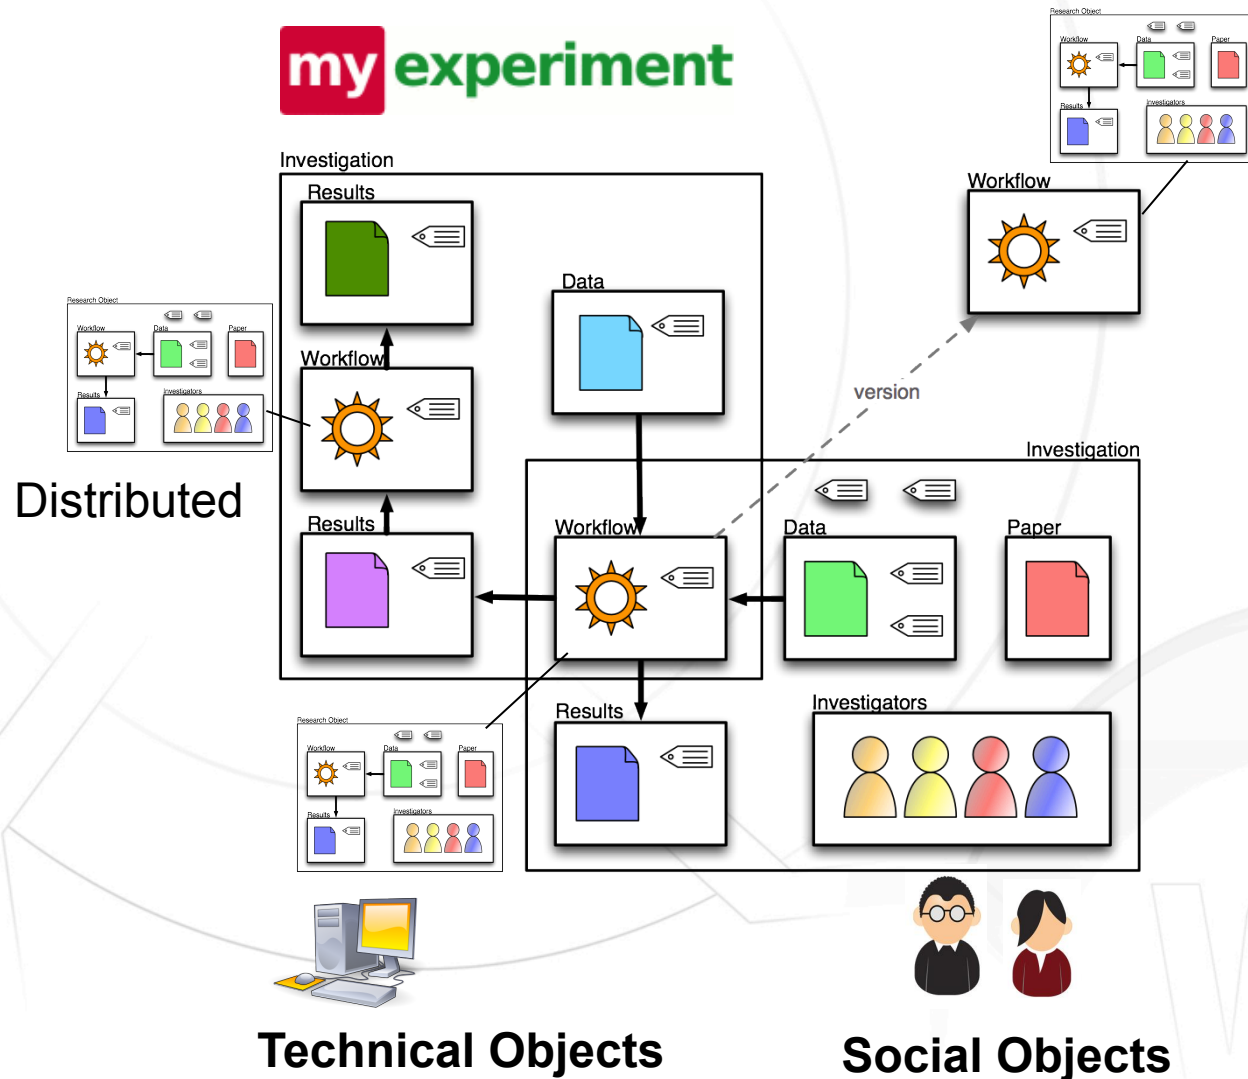 my experiment
Research Object
Workflow
Data
Paper
Results
Investigators
Investigation
Results
Workflow
Data
Research Object
Workflow
Data
Paper
Results
Investigators
Workflow
version
Distributed
Investigation
Results
Workflow
Data
Paper
Results
Investigators
Research Object
Workflow
Data
Paper
Results
Investigators
Technical Objects
Social Objects